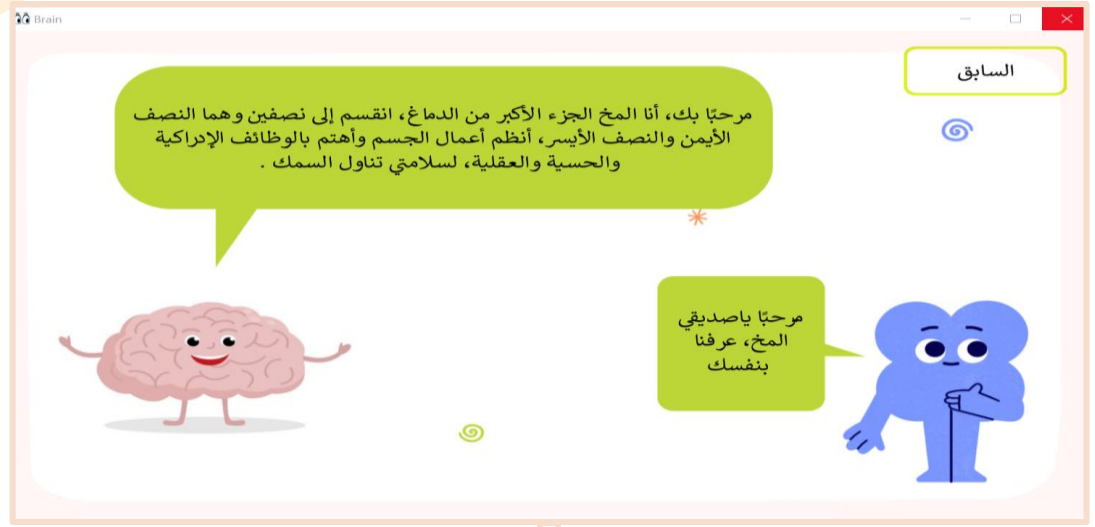 Brain
السابق
مرحبًا بك، أنا المخ الجزء الأكبر من الدماغ، انقسم إلى نصفين وهما النصف
الأيمن والنصف الأيسر، أنظم أعمال الجسم وأهتم بالوظائف الإدراكية
والحسية والعقلية، لسلامتي تناول السمك .
مرحبًا ياصديقي
المخ، عرفنا
بنفسك